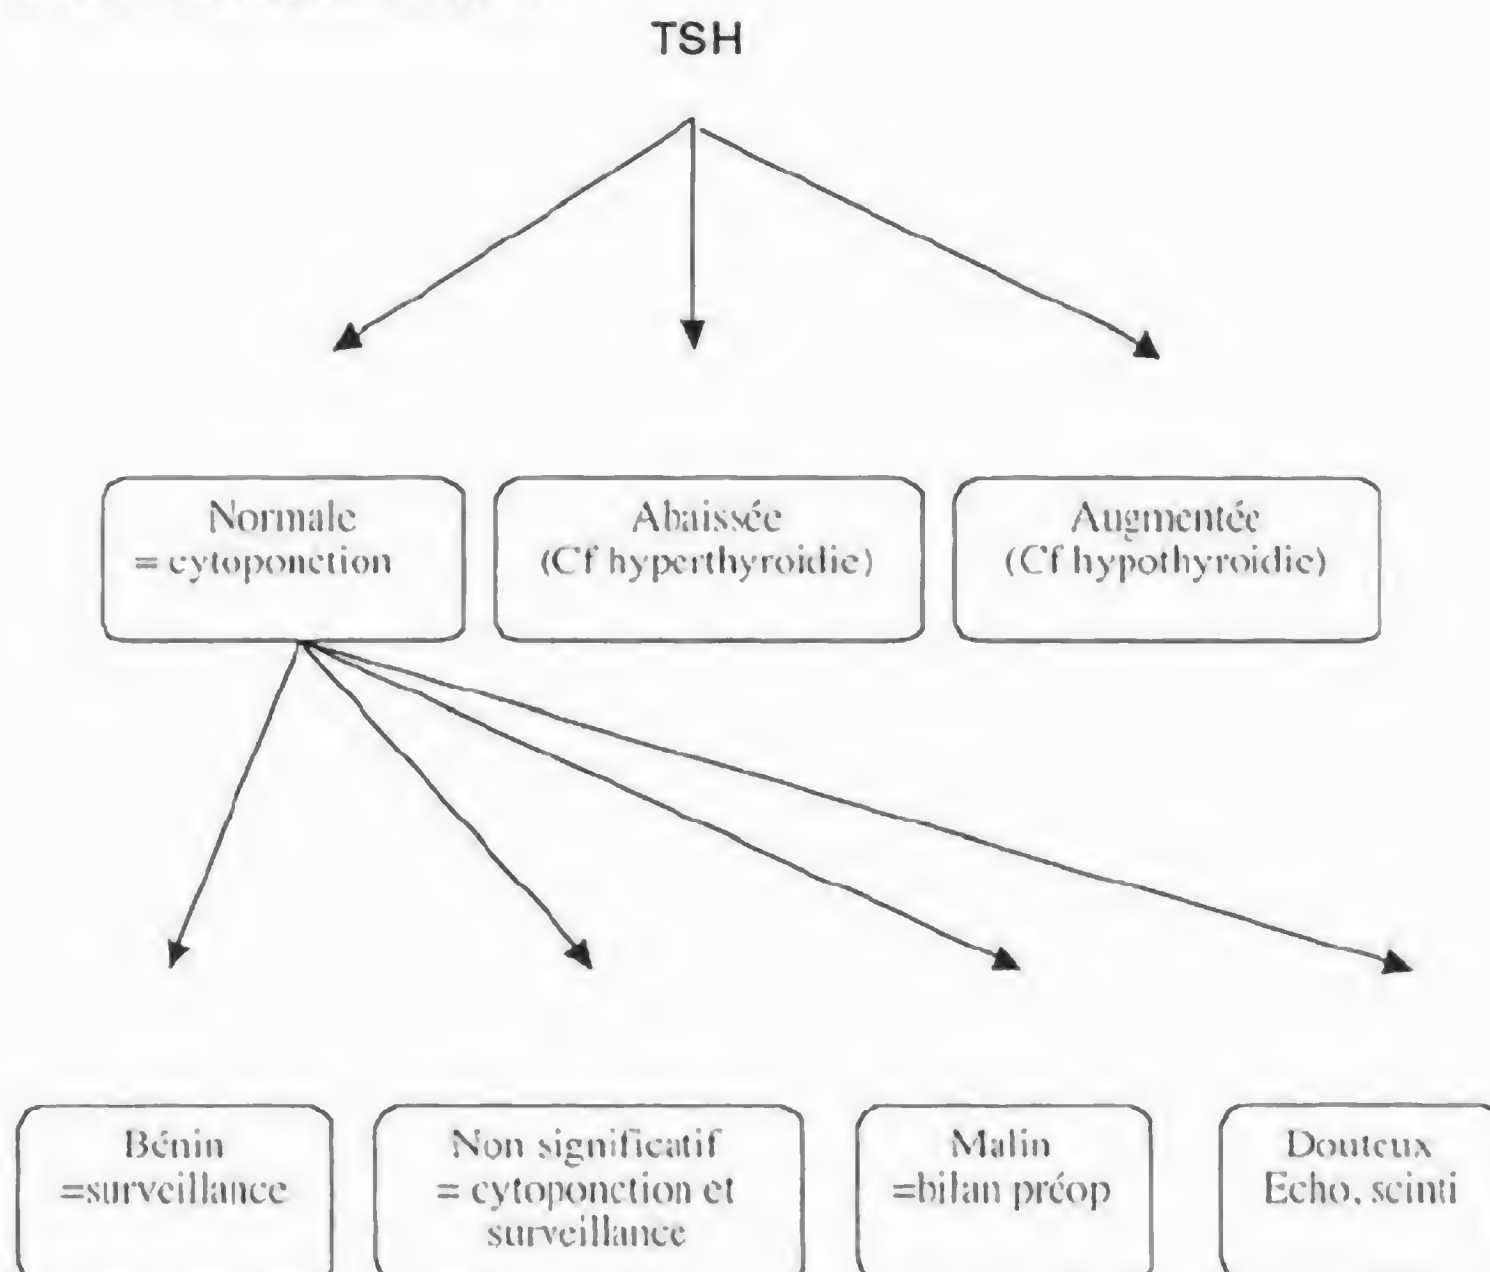 TSH
Normale
= cytoponction
Abaissée
(Cf hyperthyroidie)
Augmentée
(Cf hypothyroidie)
Bénin
=surveillance
Non significatif
= cytoponction et
surveillance
Malin
=bilan préop
Douteux
Echo, scinti